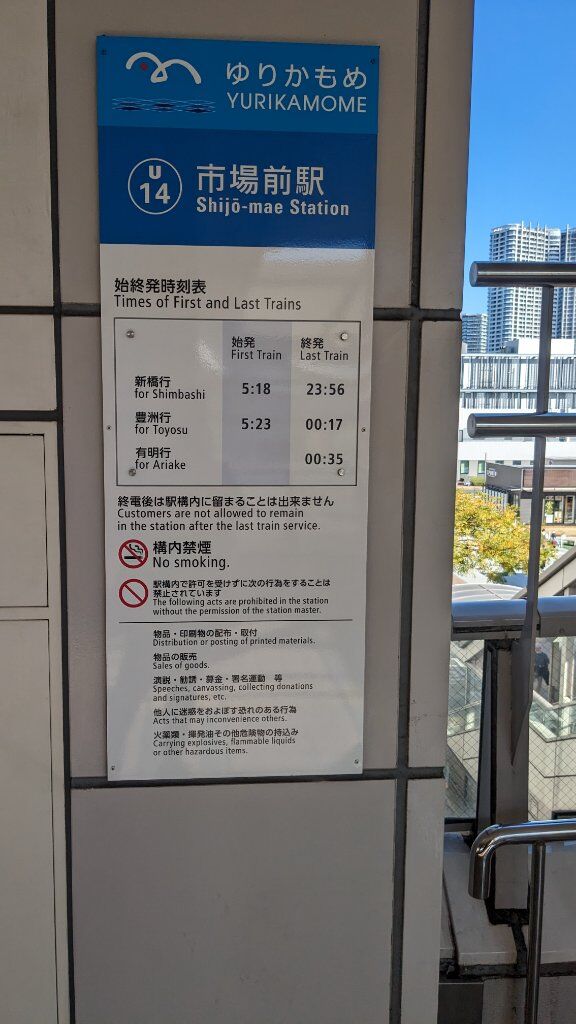 ゆりかもめ
YURIKAMOME
U
14
市場前駅
Shijō-mae Station
始終発時刻表
Times of First and Last Trains
始発 終発
First Train Last Train
新橋行 5:18 23:56
for Shimbashi
豊洲行 5:23 00:17
for Toyosu
有明行 00:35
for Ariake
終電後は駅構内に留まることは出来ません
Customers are not allowed to remain
in the station after the last train service.
構内禁煙
No smoking.
駅構内で許可を受けずに次の行為をすることは
禁止されています
The following acts are prohibited in the station
without the permission of the station master.
物品・印刷物の配布・取付
Distribution or posting of printed materials.
物品の販売
Sales of goods.
演説・勧誘・募金・署名運動　等
Speeches, canvassing, collecting donations
and signatures, etc.
他人に迷惑をおよぼす恐れのある行為
Acts that may inconvenience others.
火薬類・揮発油その他危険物の持込み
Carrying explosives, flammable liquids
or other hazardous items.